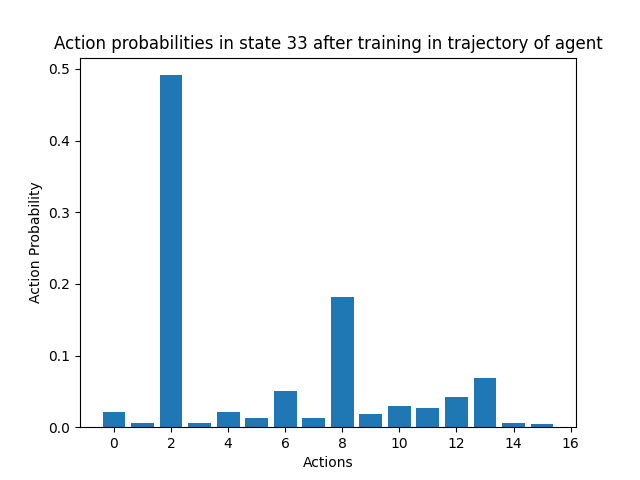 Action probabilities in state 33 after training in trajectory of agent
0.5
0.4
0.3
0.2
0.1
0.0
Action Probability
0 2 4 6 8 10 12 14 16
Actions